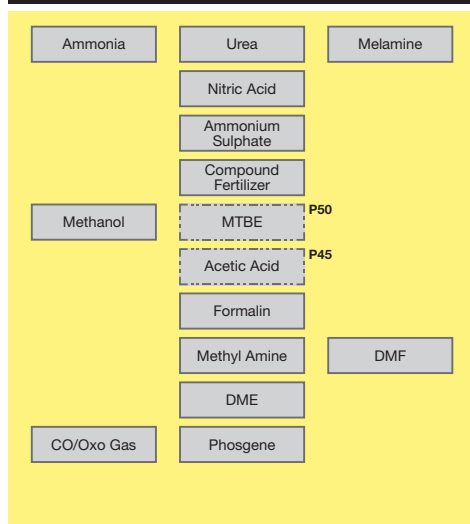 Ammonia
Urea
Melamine
Nitric Acid
Ammonium
Sulphate
Compound
Fertilizer
Methanol
MTBE
P50
Acetic Acid
P45
Formalin
Methyl Amine
DMF
DME
CO/Oxo Gas
Phosgene